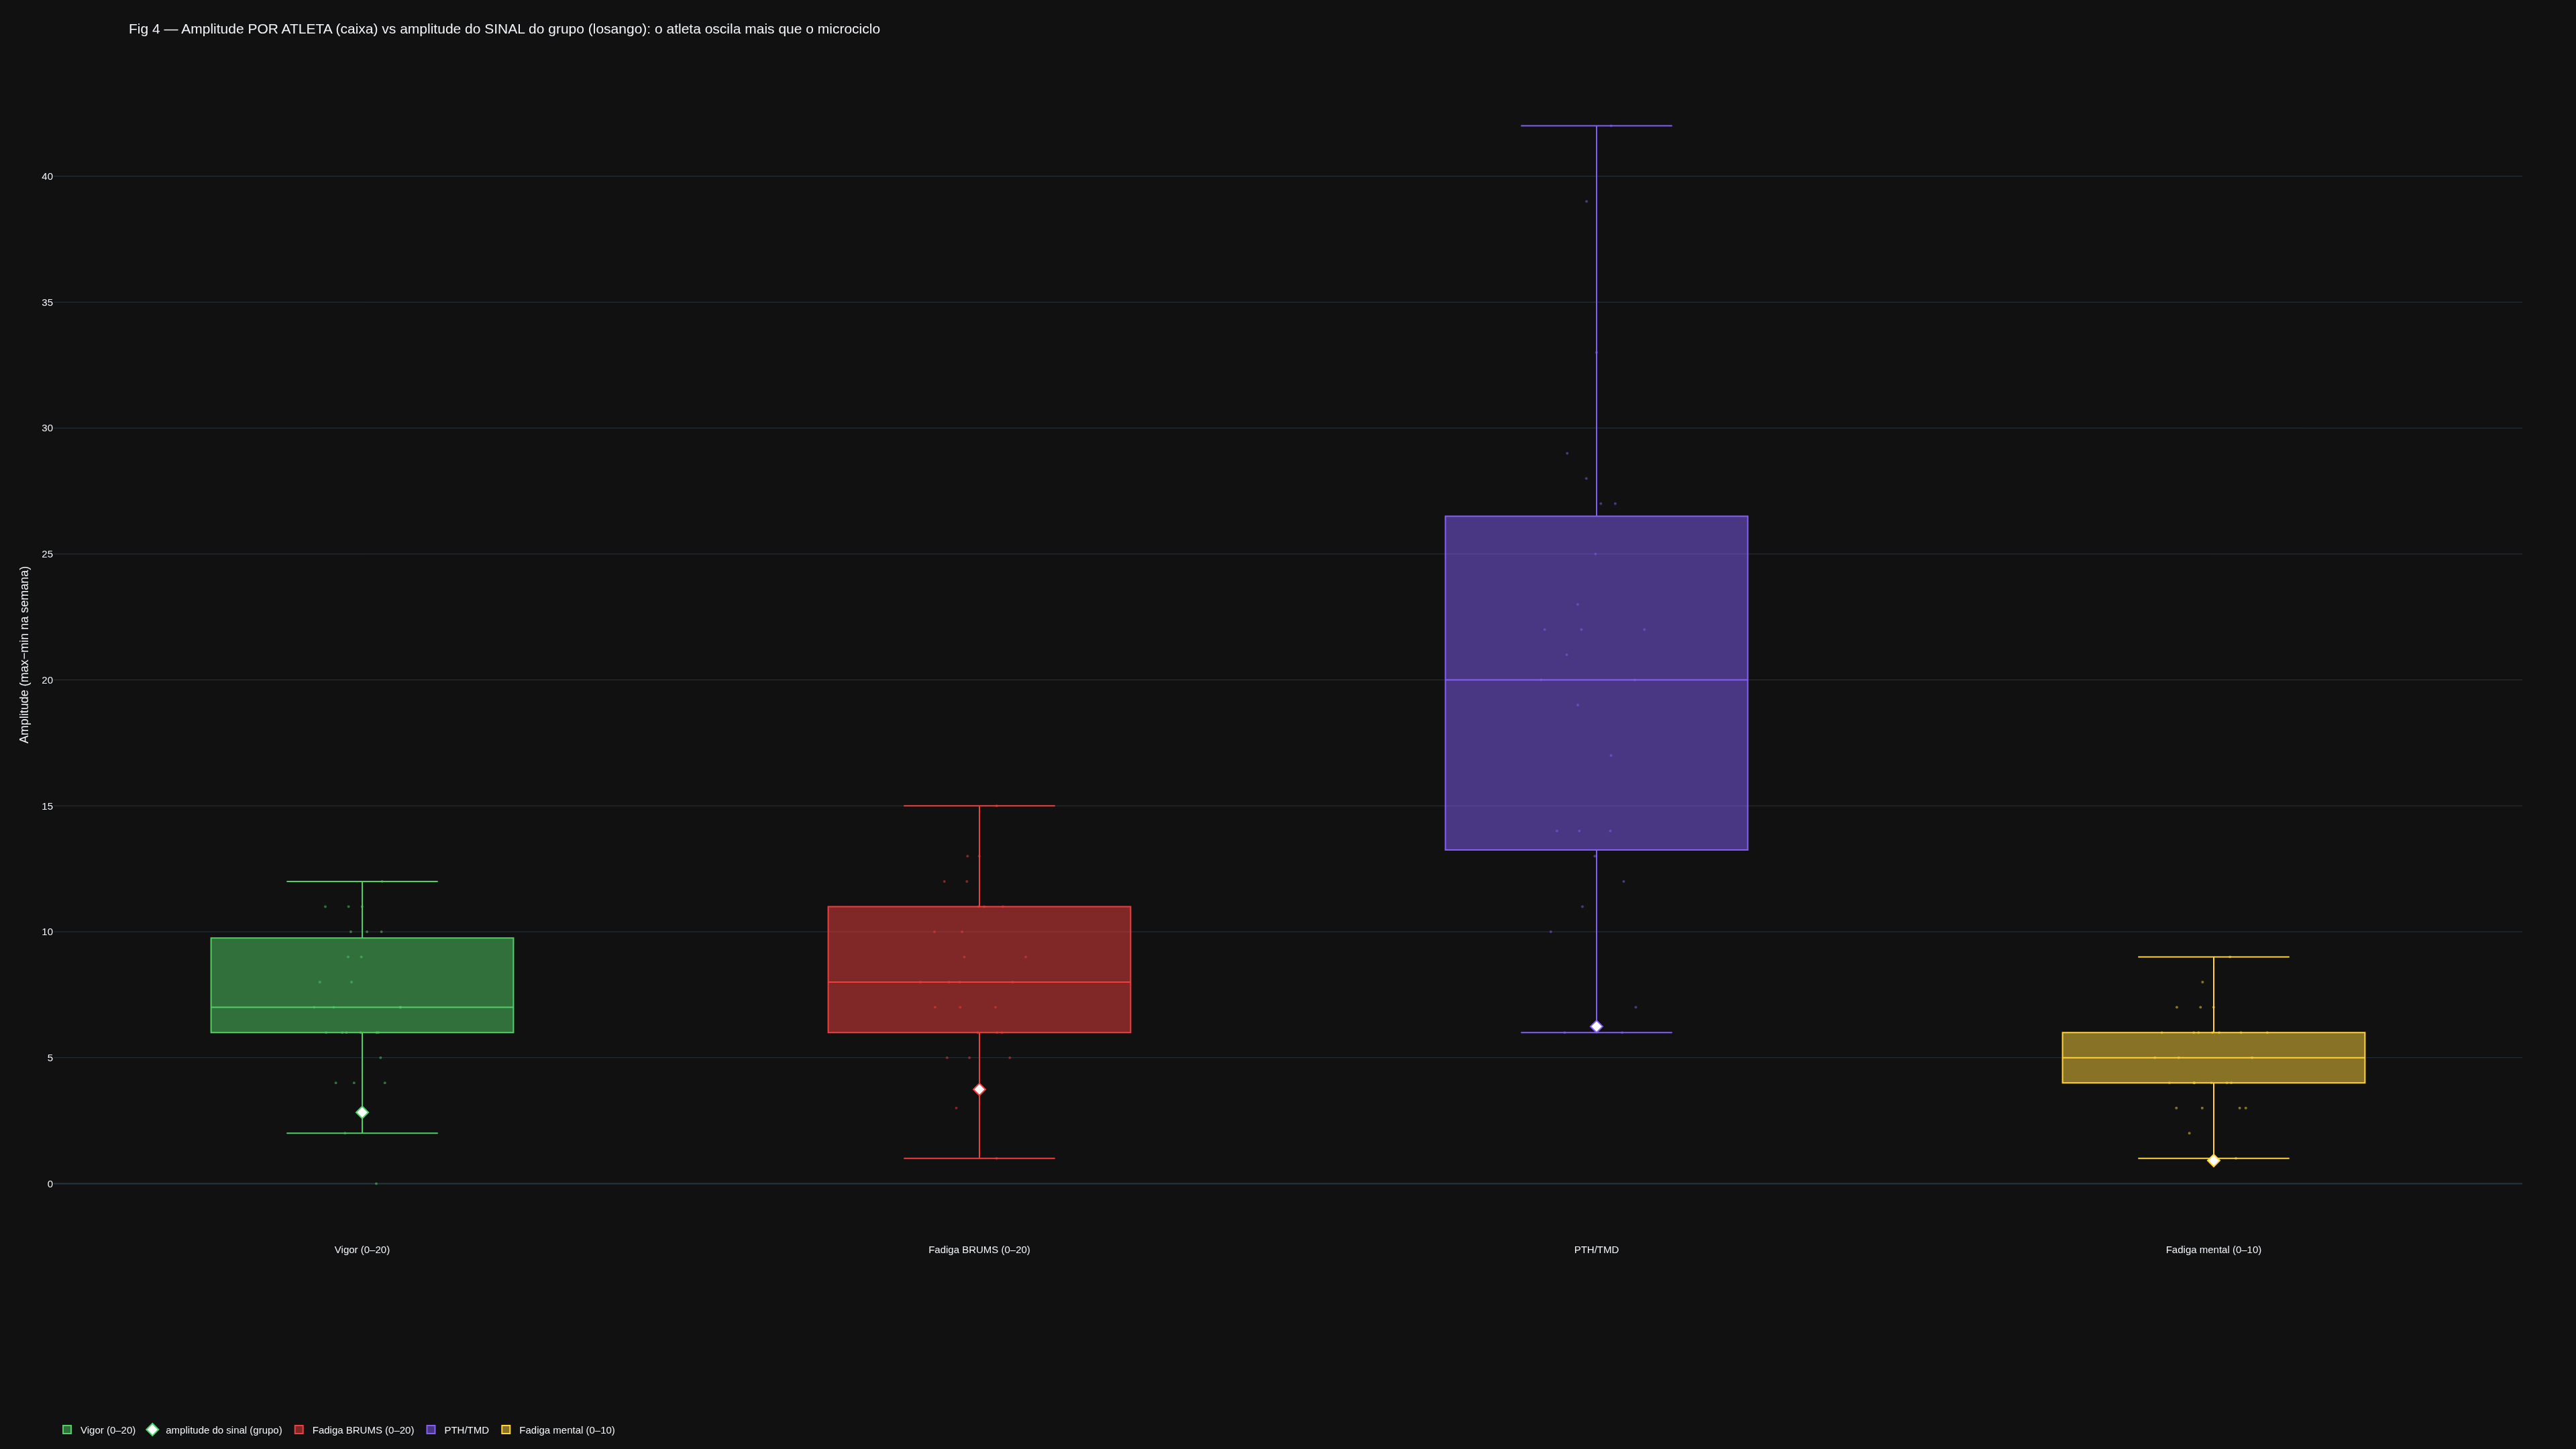 Fig 4 — Amplitude POR ATLETA (caixa) vs amplitude do SINAL do grupo (losango): o atleta oscila mais que o microciclo
Amplitude (max−min na semana)
40
35
30
25
20
15
10
5
0
Vigor (0–20)
Fadiga BRUMS (0–20)
PTH/TMD
Fadiga mental (0–10)
Vigor (0–20)
amplitude do sinal (grupo)
Fadiga BRUMS (0–20)
PTH/TMD
Fadiga mental (0–10)